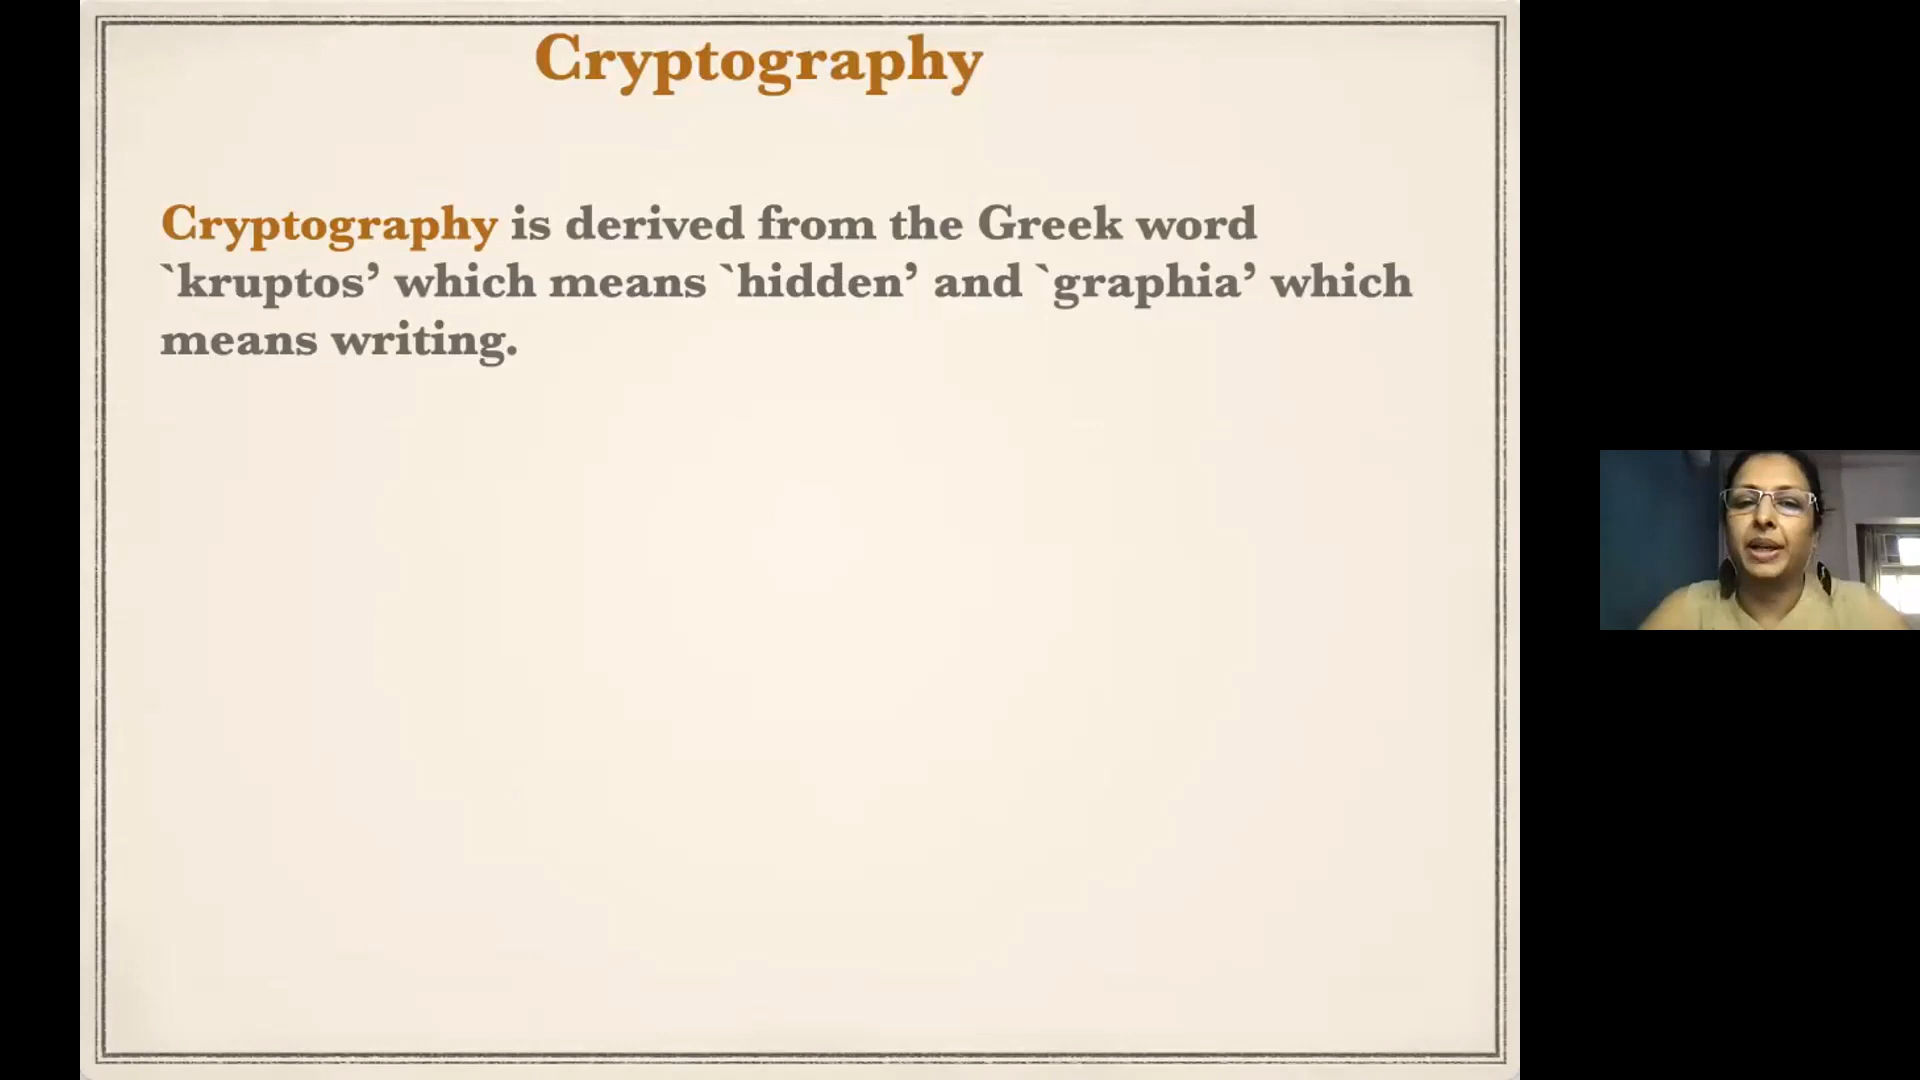 Cryptography
Cryptography is derived from the Greek word
`kruptos’ which means `hidden’ and `graphia’ which
means writing.